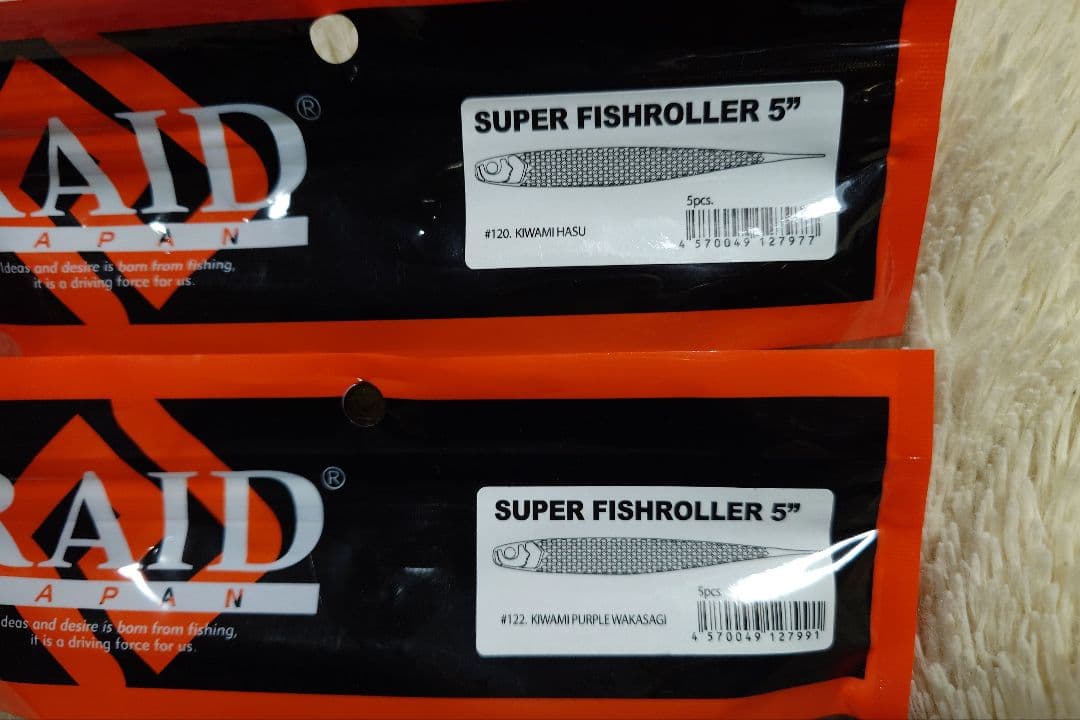 RAID®
JAPAN
Ideas and desire is born from fishing,
it is a driving force for us.
SUPER FISHROLLER 5”
5pcs.
#120. KIWAMI HASU
4 570049 127977
RAID®
JAPAN
Ideas and desire is born from fishing,
it is a driving force for us.
SUPER FISHROLLER 5”
5pcs.
#122. KIWAMI PURPLE WAKASAGI
4 570049 127991